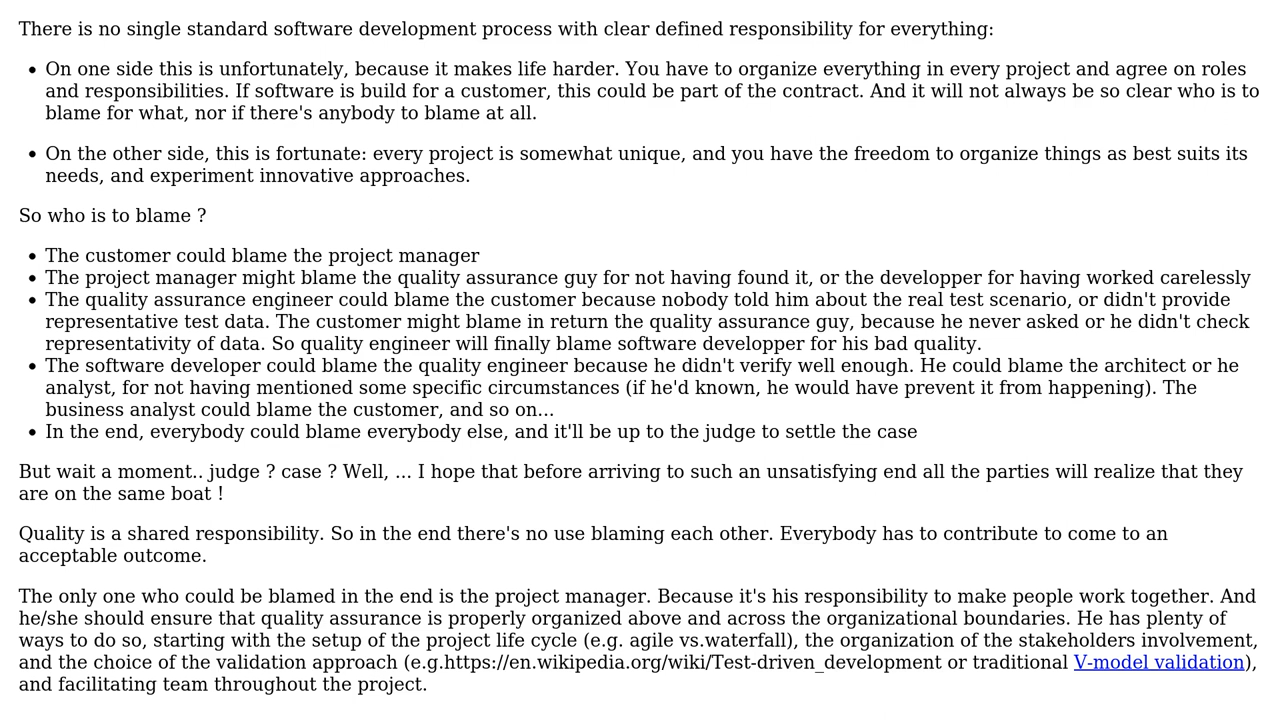 There is no single standard software development process with clear defined responsibility for everything:
• On one side this is unfortunately, because it makes life harder. You have to organize everything in every project and agree on roles
and responsibilities. If software is build for a customer, this could be part of the contract. And it will not always be so clear who is to
blame for what, nor if there's anybody to blame at all.
• On the other side, this is fortunate: every project is somewhat unique, and you have the freedom to organize things as best suits its
needs, and experiment innovative approaches.
So who is to blame ?
• The customer could blame the project manager
• The project manager might blame the quality assurance guy for not having found it, or the developper for having worked carelessly
• The quality assurance engineer could blame the customer because nobody told him about the real test scenario, or didn't provide
representative test data. The customer might blame in return the quality assurance guy, because he never asked or he didn't check
representativity of data. So quality engineer will finally blame software developper for his bad quality.
• The software developer could blame the quality engineer because he didn't verify well enough. He could blame the architect or he
analyst, for not having mentioned some specific circumstances (if he'd known, he would have prevent it from happening). The
business analyst could blame the customer, and so on...
• In the end, everybody could blame everybody else, and it'll be up to the judge to settle the case
But wait a moment.. judge ? case ? Well, ... I hope that before arriving to such an unsatisfying end all the parties will realize that they
are on the same boat !
Quality is a shared responsibility. So in the end there's no use blaming each other. Everybody has to contribute to come to an
acceptable outcome.
The only one who could be blamed in the end is the project manager. Because it's his responsibility to make people work together. And
he/she should ensure that quality assurance is properly organized above and across the organizational boundaries. He has plenty of
ways to do so, starting with the setup of the project life cycle (e.g. agile vs.waterfall), the organization of the stakeholders involvement,
and the choice of the validation approach (e.g.https://en.wikipedia.org/wiki/Test-driven_development or traditional V-model validation),
and facilitating team throughout the project.